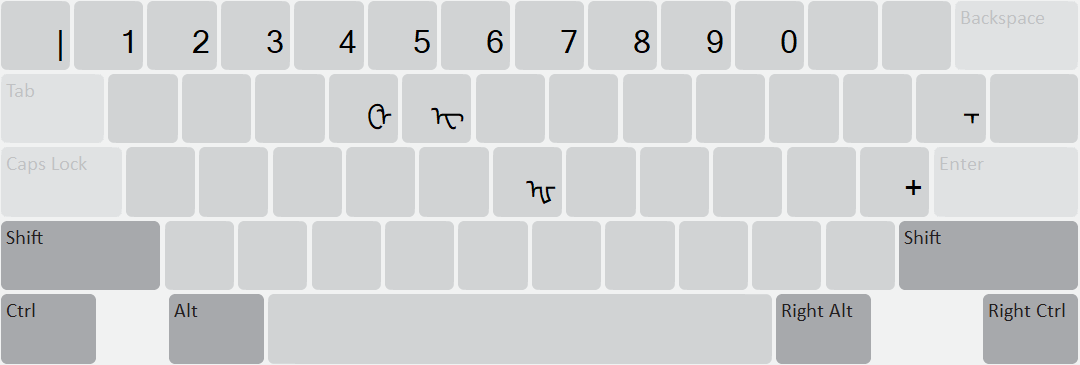 | 1 2 3 4 5 6 7 8 9 0 Backspace
Tab
Caps Lock + Enter
Shift Shift
Ctrl Alt Right Alt Right Ctrl